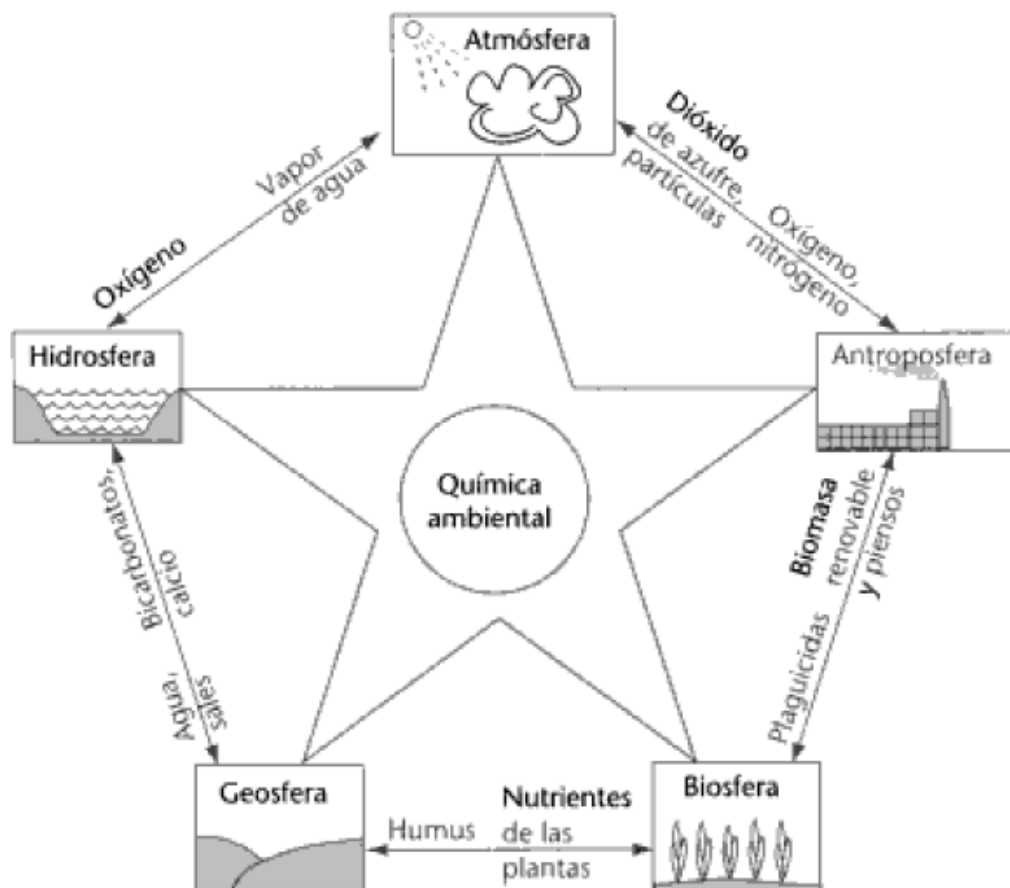 Atmósfera
Vapor
de agua
Oxígeno
Dióxido
de azufre,
partículas
Oxígeno,
nitrógeno
Hidrosfera
Antroposfera
Química
ambiental
Bicarbonatos,
calcio
Agua,
sales
Biomasa
renovable
y piensos
Plaguicidas
Geosfera
Humus
Nutrientes
de las
plantas
Biosfera